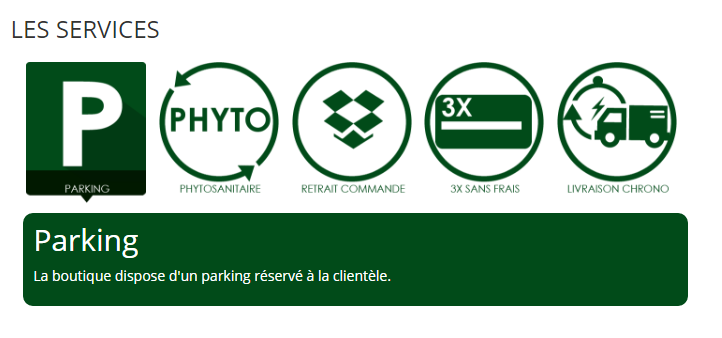 LES SERVICES
P
PHYTO
3X
PARKING
PHYTOSANITAIRE
RETRAIT COMMANDE
3X SANS FRAIS
LIVRAISON CHRONO
Parking
La boutique dispose d'un parking réservé à la clientèle.